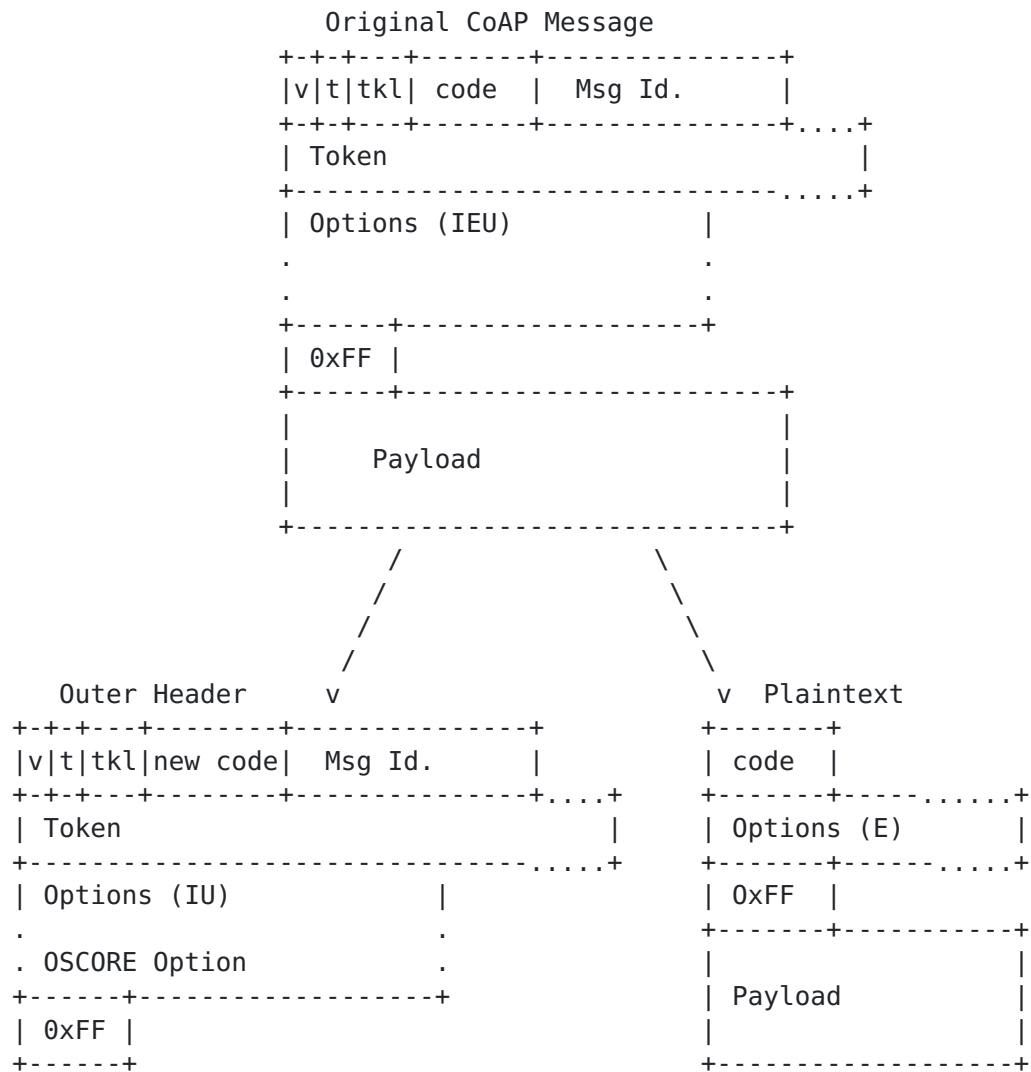 Original CoAP Message
|v|t|tkl| code | Msg Id. |
| Token |
| Options (IEU) |
| 0xFF |
| Payload |
Outer Header v v Plaintext
|v|t|tkl|new code| Msg Id. | | code |
| Token | | Options (E) |
| Options (IU) | | OxFF |
. OSCORE Option .
| Payload |
| 0xFF |